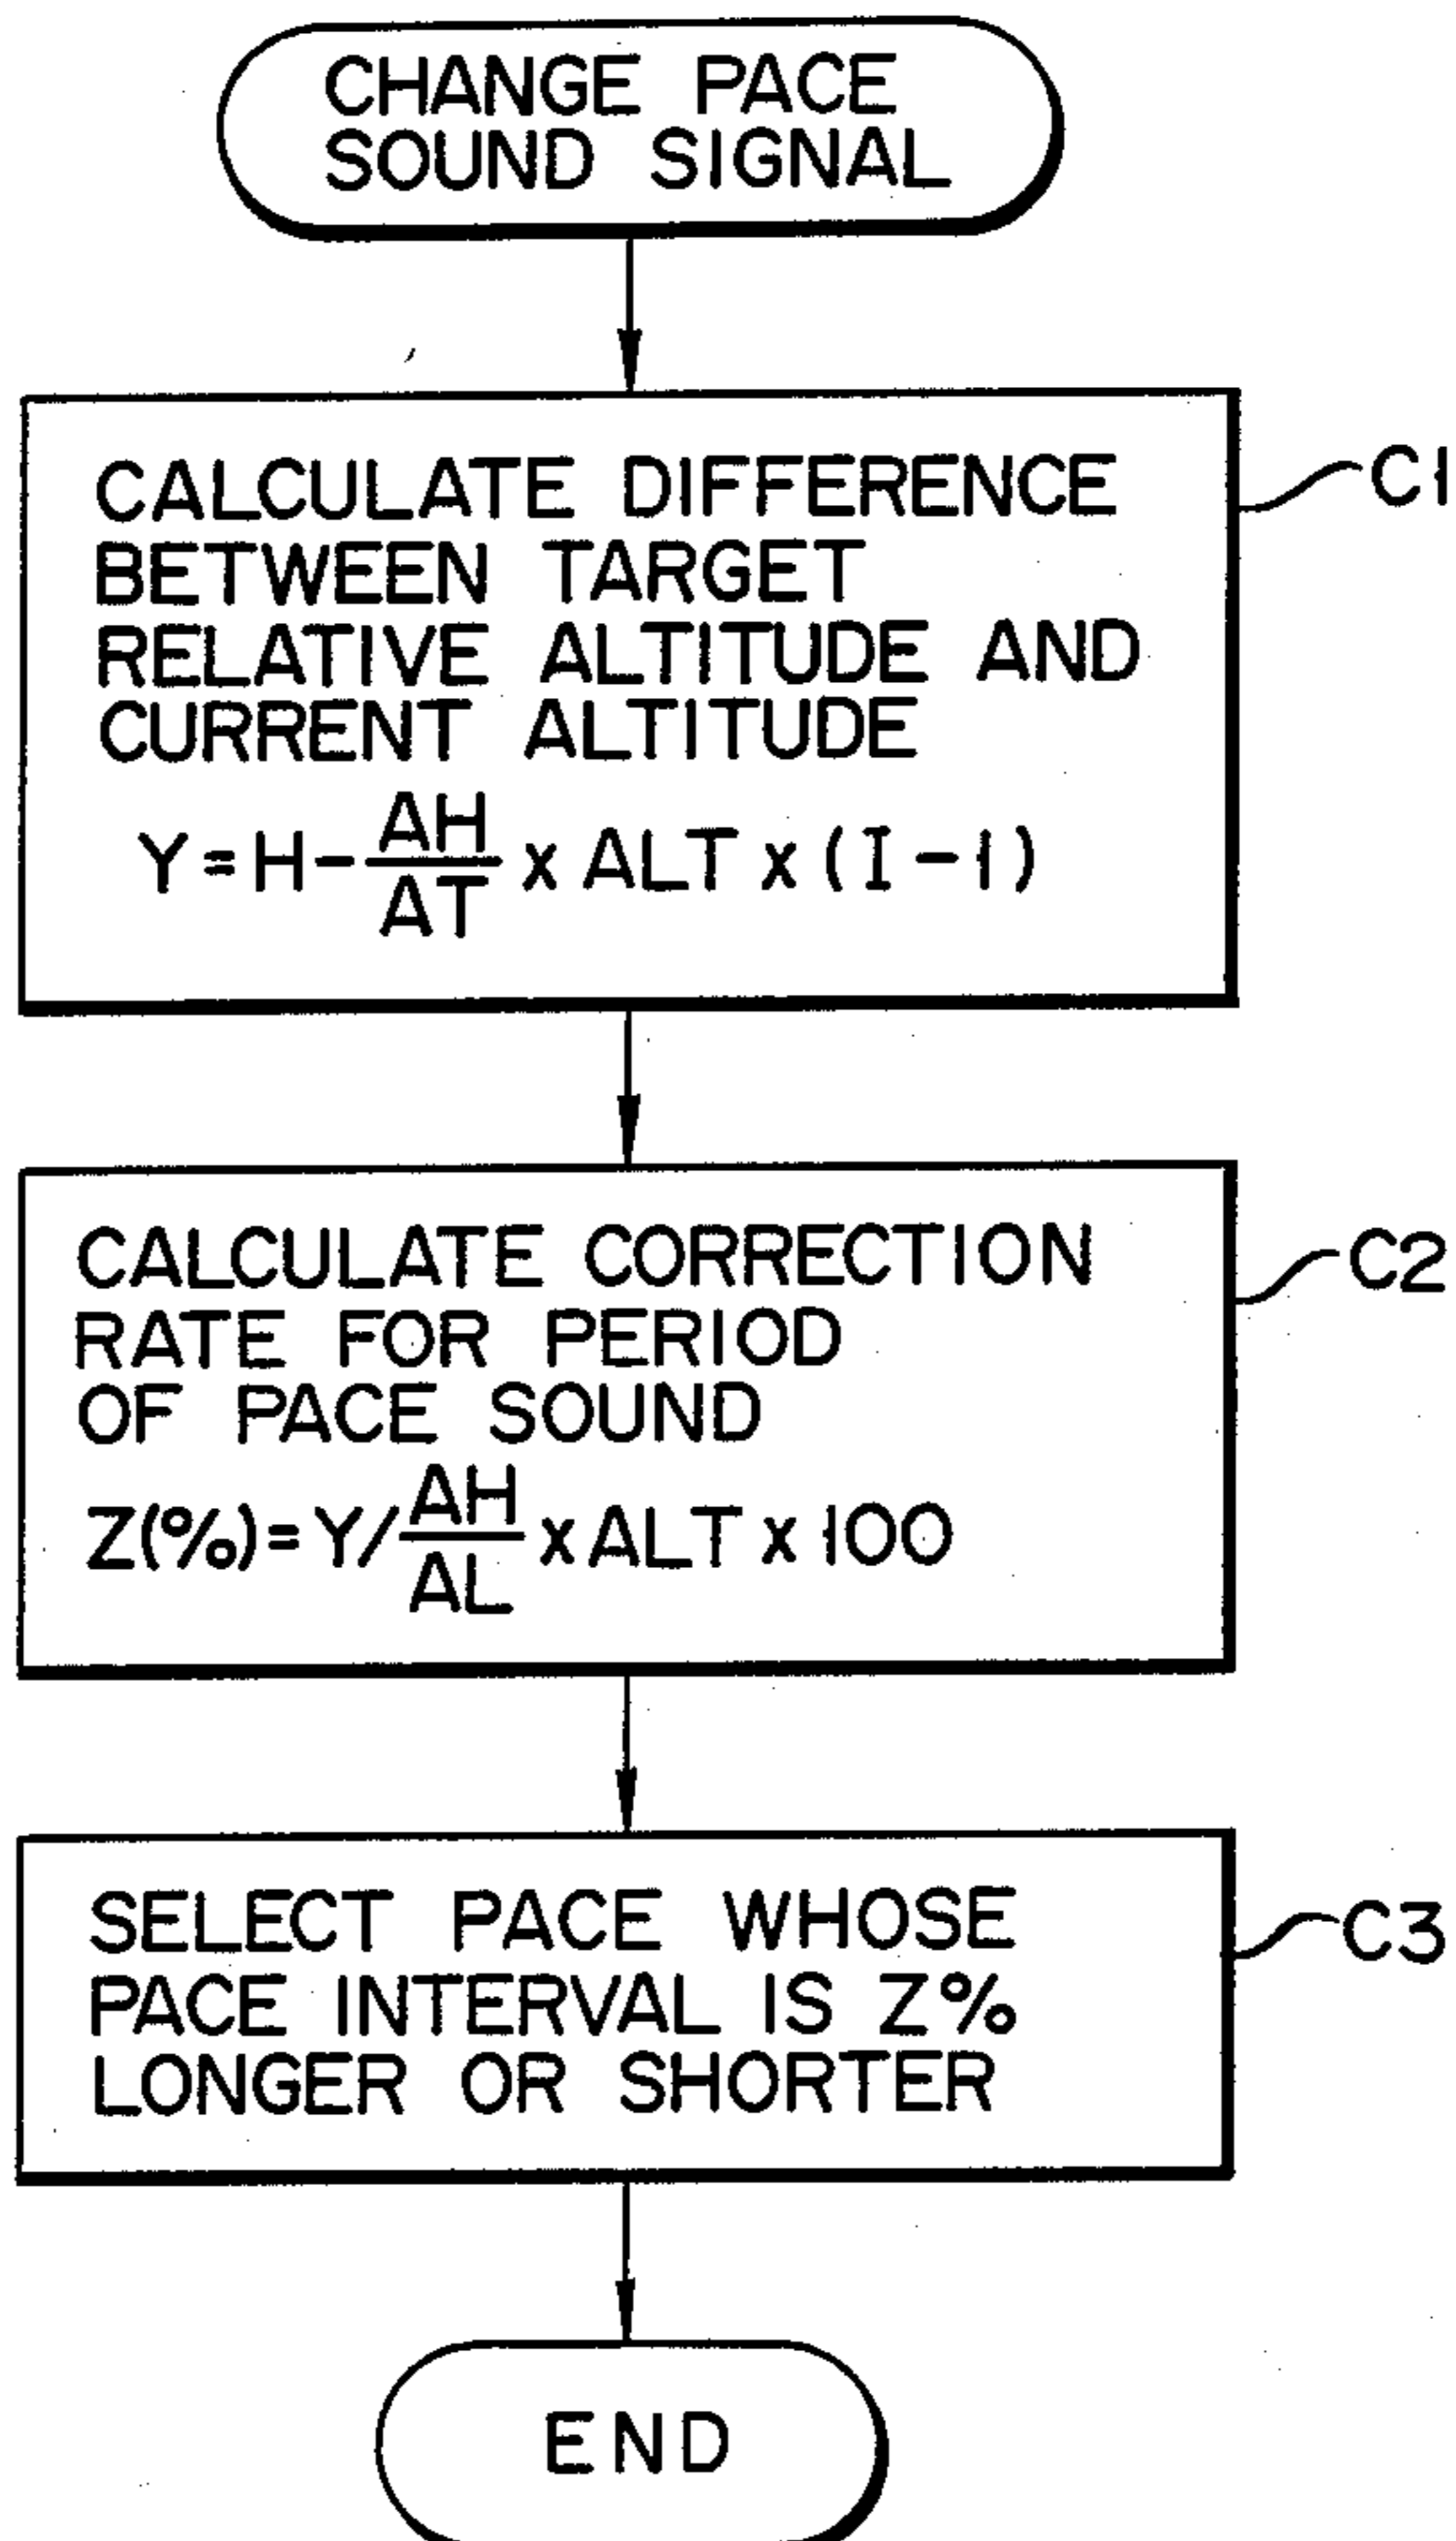 CHANGE PACE
SOUND SIGNAL
CALCULATE DIFFERENCE
BETWEEN TARGET
RELATIVE ALTITUDE AND
CURRENT ALTITUDE
Y=H-AH/AT x ALT x (I-1)
C1
CALCULATE CORRECTION
RATE FOR PERIOD
OF PACE SOUND
Z(%)=Y/AH/AL x ALT x 100
C2
SELECT PACE WHOSE
PACE INTERVAL IS Z%
LONGER OR SHORTER
C3
END